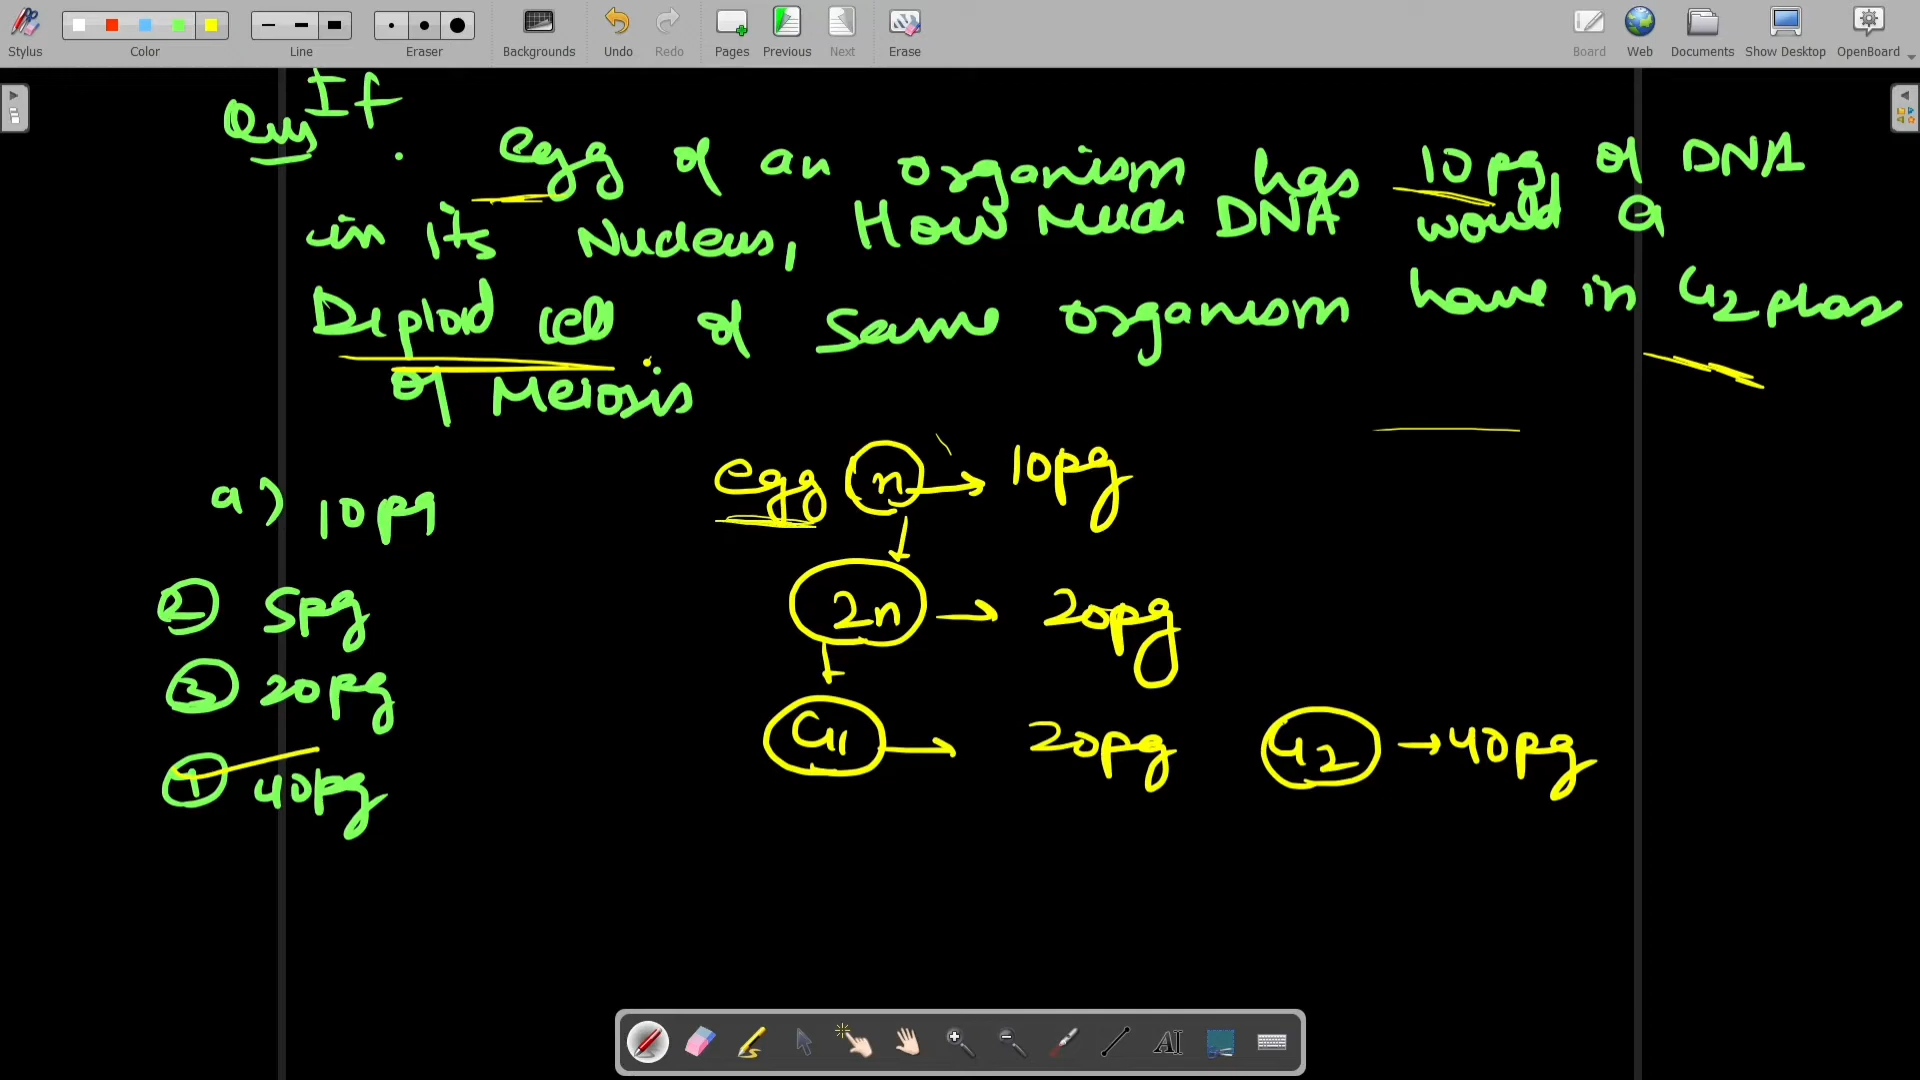 Stylus Color Line Eraser Backgrounds Undo Redo Pages Previous Next Erase Board Web Documents Show Desktop OpenBoard
Ques If
. egg of an organism has 10pg of DNA
in its Nucleus, How Much DNA would a
Diploid cell of same organism have in G2 phase
of Meiosis
egg n → 10pg
a) 10pg
2n → 20pg
② 5pg
③ 20pg
G1 → 20pg G2 → 40pg
④ 40pg
AI